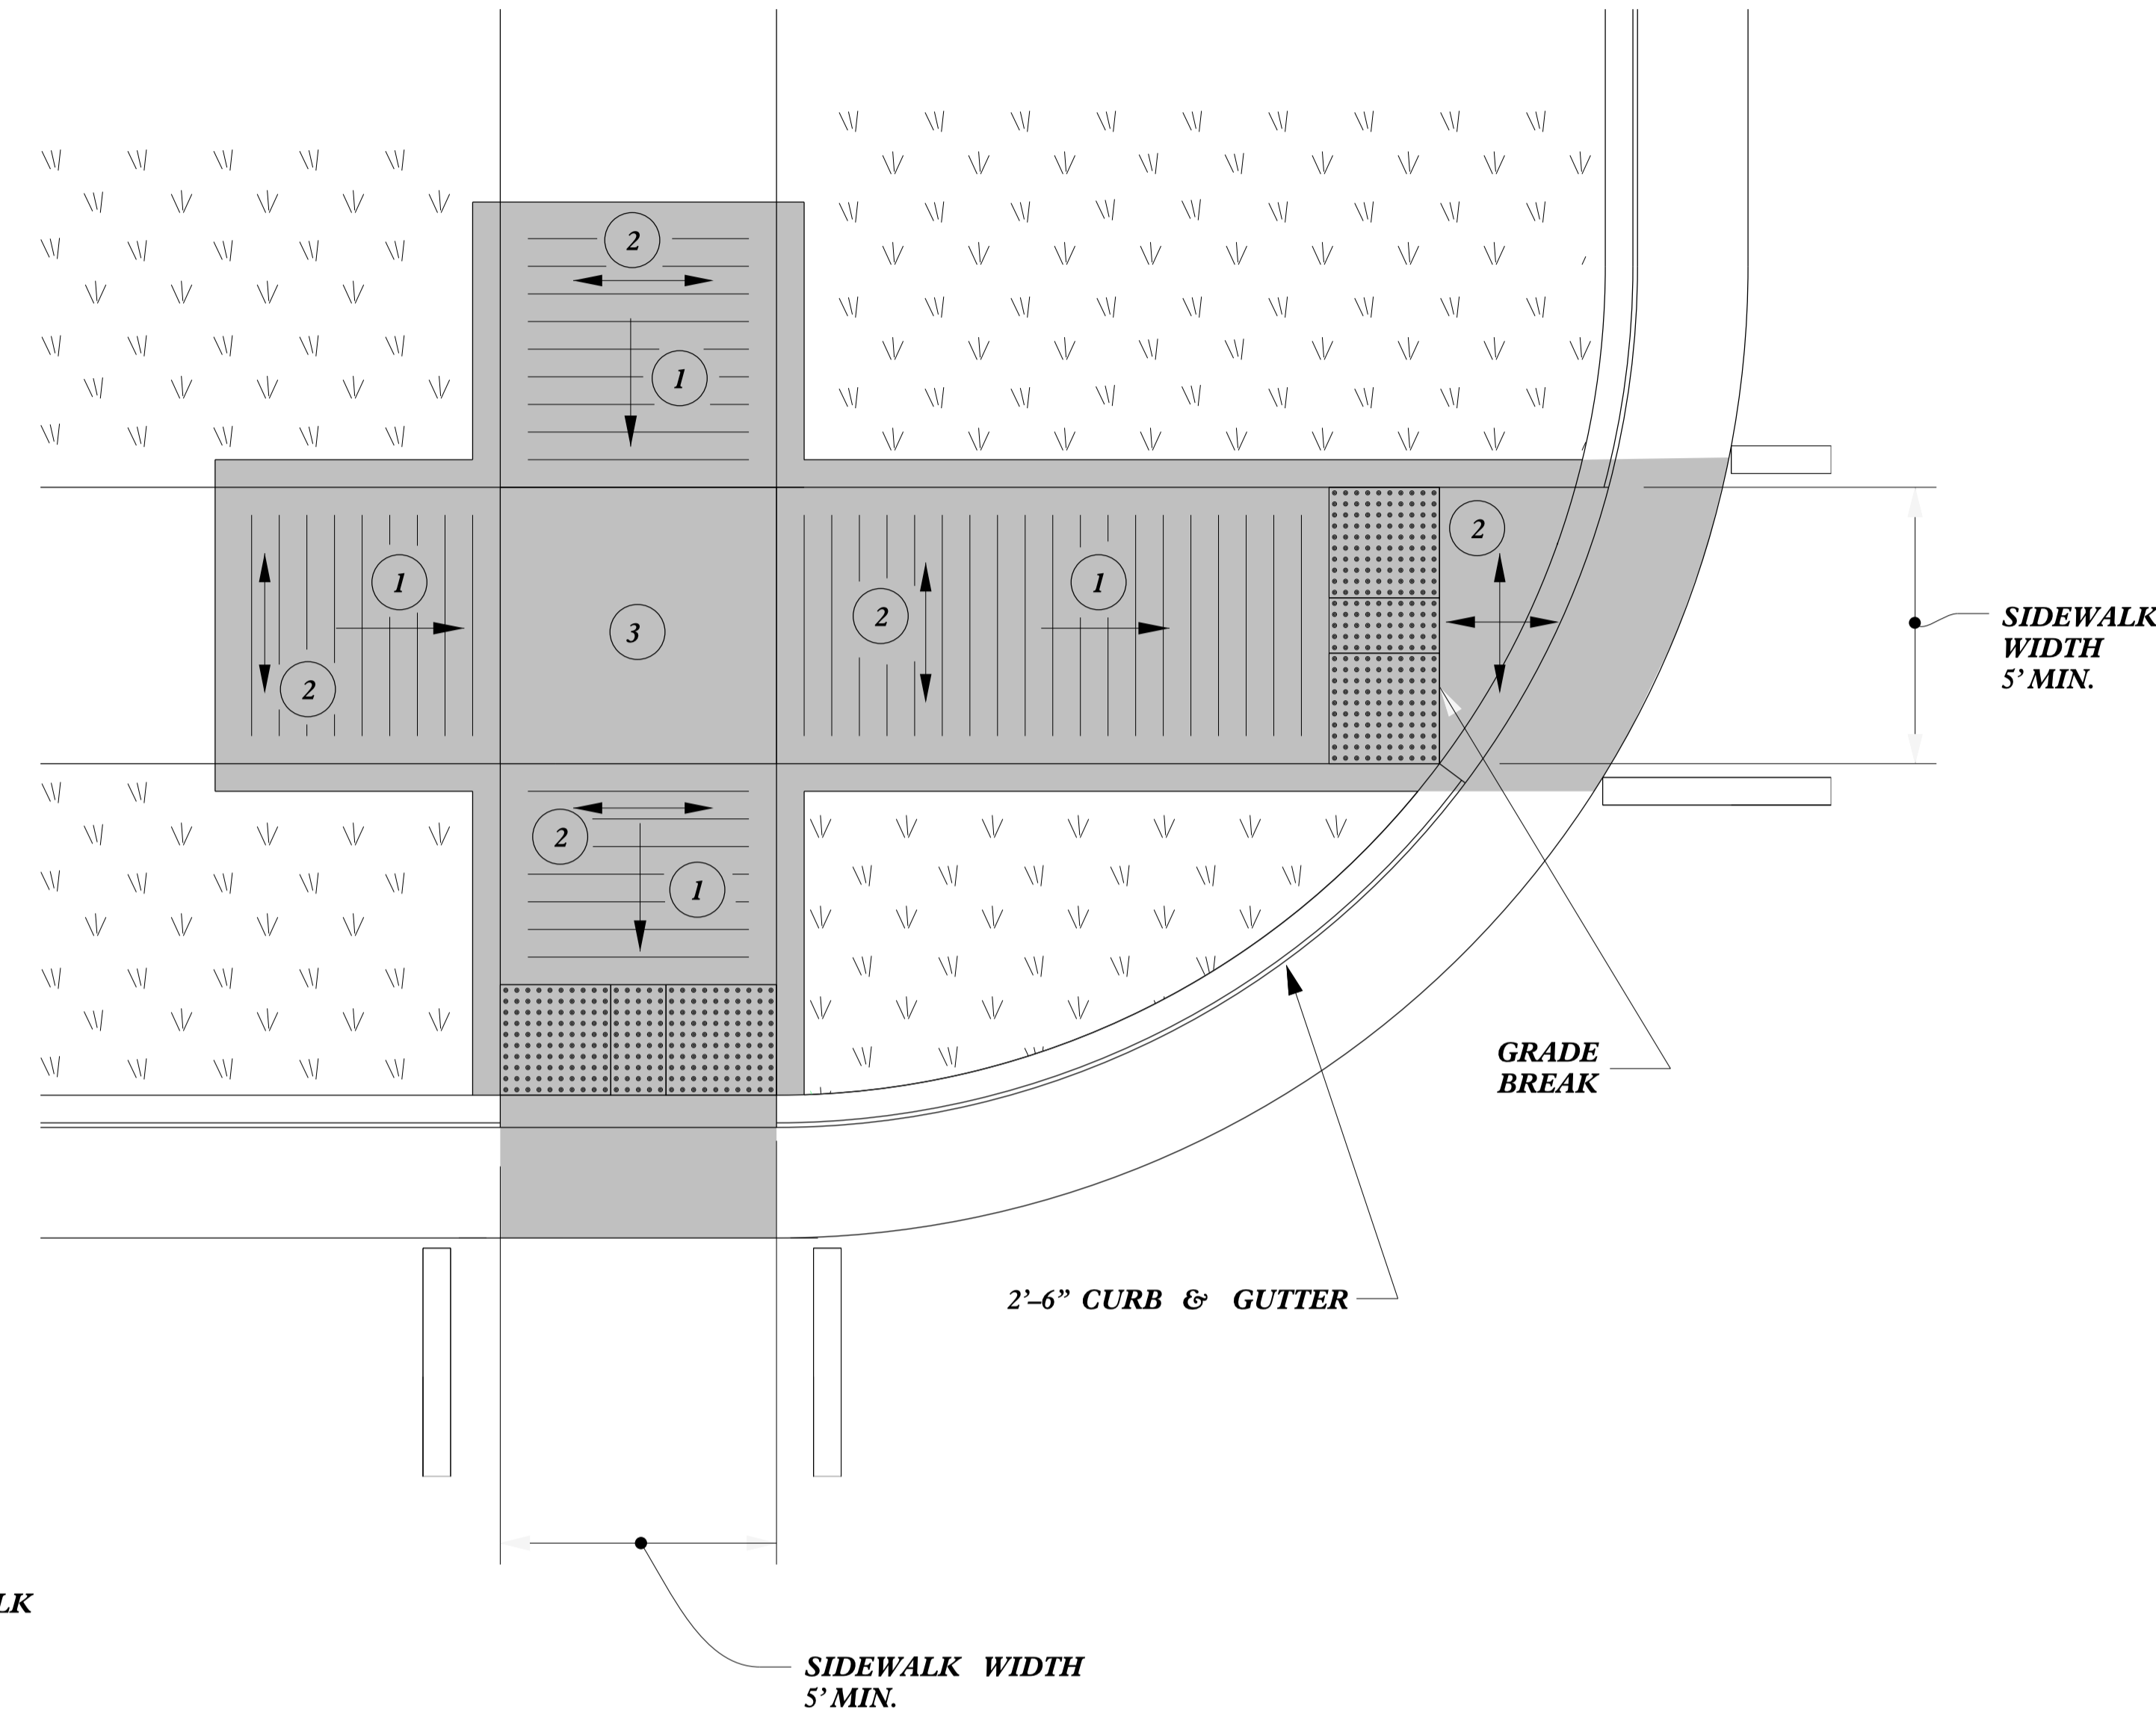 2
1
2
1
SIDEWALK
WIDTH
5' MIN.
1
2
3
2
2
1
GRADE
BREAK
2'–6" CURB & GUTTER
LK
SIDEWALK WIDTH
5' MIN.